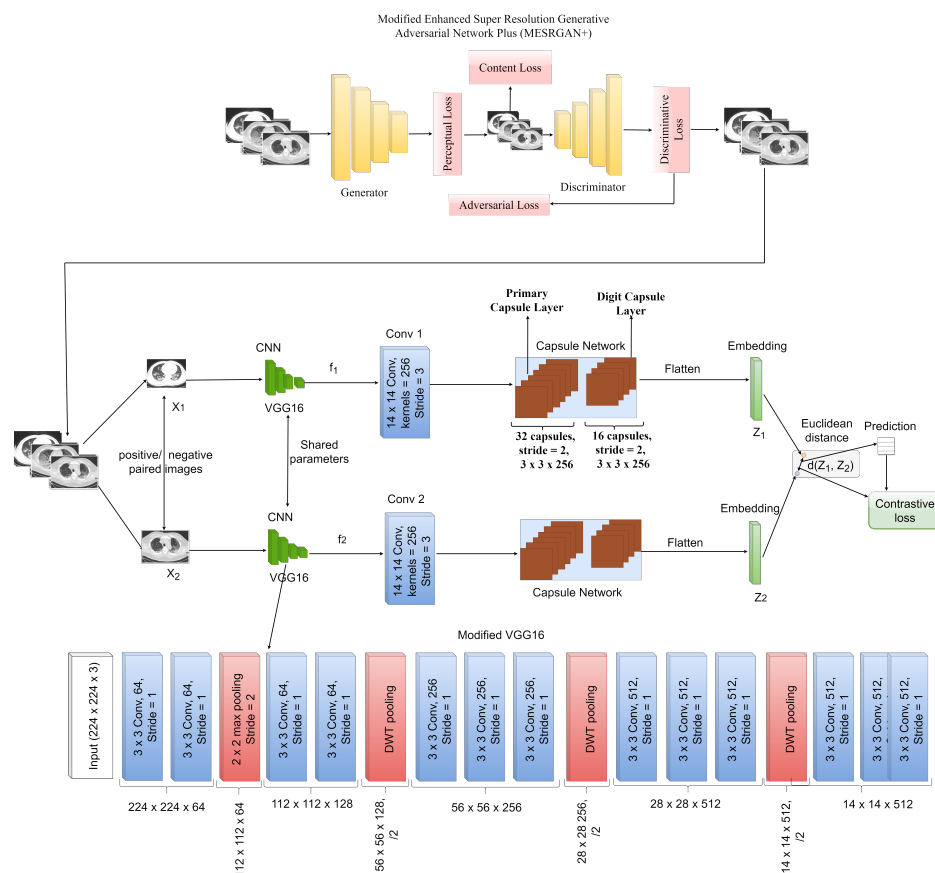 Modified Enhanced Super Resolution Generative
Adversarial Network Plus (MESRGAN+)
Content Loss
Perceptual Loss
Discriminative
Loss
Generator
Discriminator
Adversarial Loss
Primary
Capsule Layer
Digit Capsule
Layer
Conv 1
Capsule Network
CNN
f1
14 x 14 Conv,
kernels = 256
Stride = 3
Flatten
Embedding
VGG16
X1
Z1
32 capsules,
stride = 2,
3 x 3 x 256
16 capsules,
stride = 2,
3 x 3 x 256
Euclidean
distance
Prediction
positive/ negative
paired images
Shared
parameters
d(Z1, Z2)
Contrastive
loss
CNN
Conv 2
Embedding
f2
14 x 14 Conv,
kernels = 256
Stride = 3
Flatten
X2
VGG16
Capsule Network
Z2
Modified VGG16
Input (224 x 224 x 3)
3 x 3 Conv, 64,
Stride = 1
3 x 3 Conv, 64,
Stride = 1
2 x 2 max pooling
Stride = 2
3 x 3 Conv, 64,
Stride = 1
3 x 3 Conv, 64,
Stride = 1
DWT pooling
3 x 3 Conv, 256
Stride = 1
3 x 3 Conv, 256,
Stride = 1
3 x 3 Conv, 256,
Stride = 1
DWT pooling
3 x 3 Conv, 512,
Stride = 1
3 x 3 Conv, 512,
Stride = 1
3 x 3 Conv, 512,
Stride = 1
DWT pooling
3 x 3 Conv, 512,
Stride = 1
3 x 3 Conv, 512,
3 x 3 Conv, 512,
Stride = 1
224 x 224 x 64
12 x 112 x 64
112 x 112 x 128
56 x 56 x 128,
/2
56 x 56 x 256
28 x 28 256,
/2
28 x 28 x 512
14 x 14 x 512,
/2
14 x 14 x 512